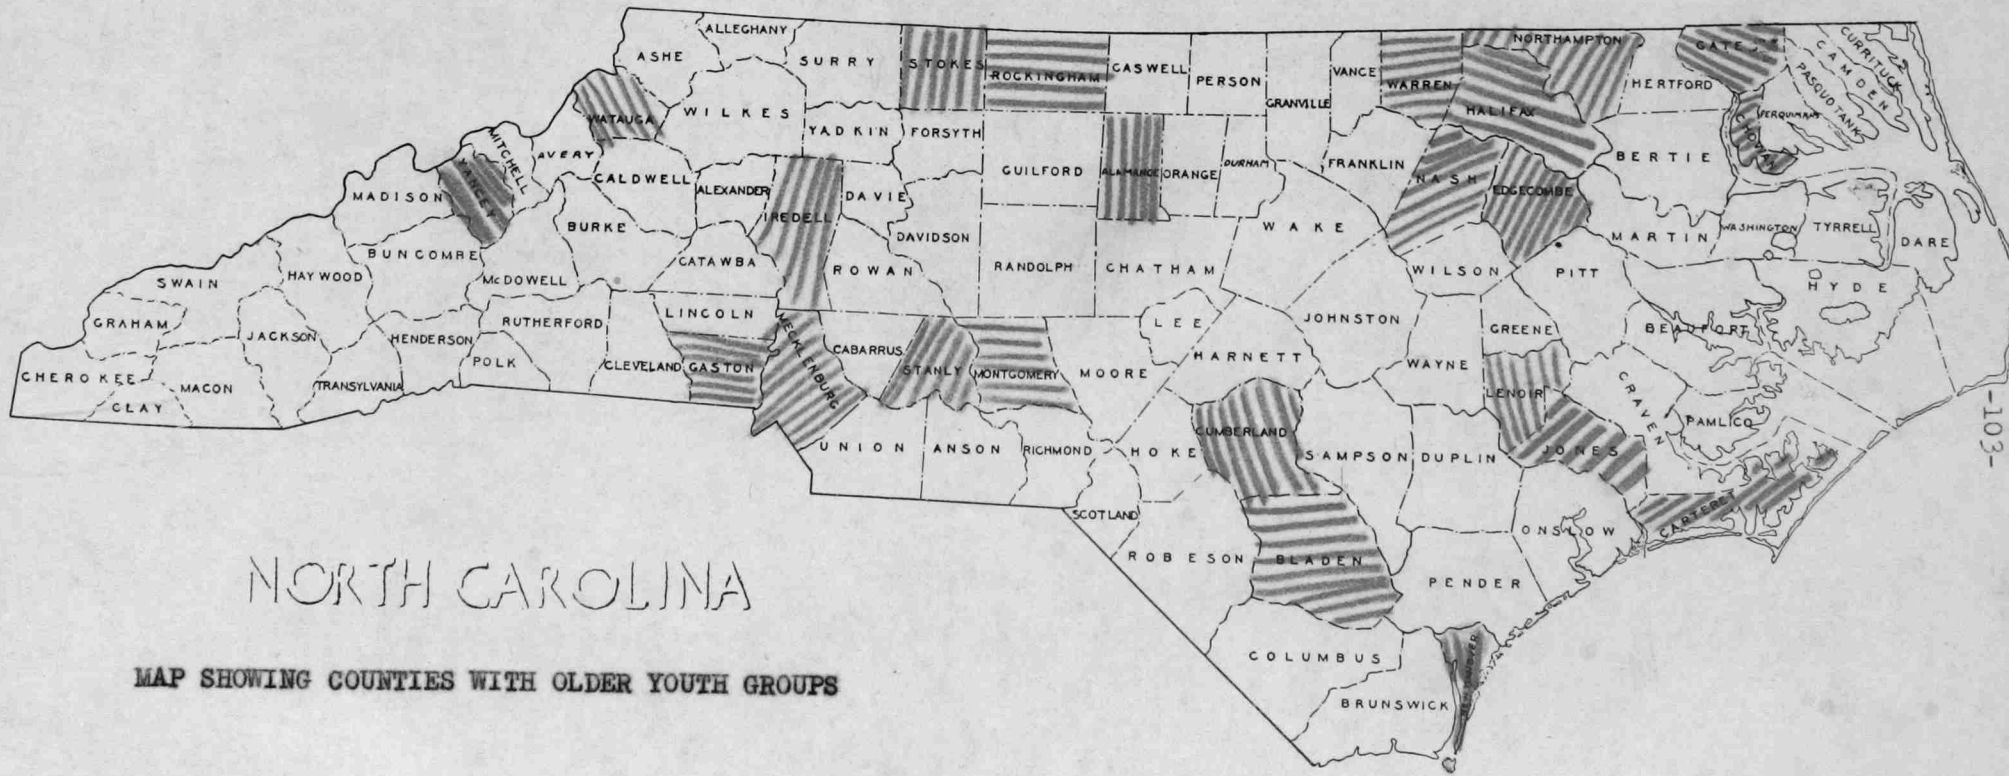 ALLEGHANY
ASHE
SURRY
STOKES
ROCKINGHAM
CASWELL
PERSON
GRANVILLE
VANCE
WARREN
NORTHAMPTON
HALIFAX
HERTFORD
GATES
CURRITUCK
CAMDEN
PASQUOTANK
PERQUIMANS
CHOWAN
WATAUGA
WILKES
YADKIN
FORSYTH
GUILFORD
ALAMANCE
ORANGE
DURHAM
FRANKLIN
NASH
EDGECOMBE
BERTIE
MITCHELL
AVERY
YANCEY
MADISON
CALDWELL
ALEXANDER
IREDELL
DAVIE
DAVIDSON
RANDOLPH
CHATHAM
WAKE
WILSON
PITT
MARTIN
WASHINGTON
TYRRELL
DARE
HYDE
BEAUFORT
SWAIN
HAYWOOD
BUNCOMBE
McDOWELL
BURKE
CATAWBA
ROWAN
GRAHAM
JACKSON
HENDERSON
RUTHERFORD
LINCOLN
MECKLENBURG
CABARRUS
STANLY
MONTGOMERY
MOORE
LEE
HARNETT
JOHNSTON
WAYNE
GREENE
LENOIR
CRAVEN
PAMLICO
CHEROKEE
MACON
CLAY
TRANSYLVANIA
POLK
CLEVELAND
GASTON
UNION
ANSON
RICHMOND
HOKE
CUMBERLAND
SAMPSON
DUPLIN
JONES
CARTERET
ONSLOW
SCOTLAND
ROBESON
BLADEN
PENDER
COLUMBUS
BRUNSWICK
NEW HANOVER
NORTH CAROLINA
MAP SHOWING COUNTIES WITH OLDER YOUTH GROUPS
-103-